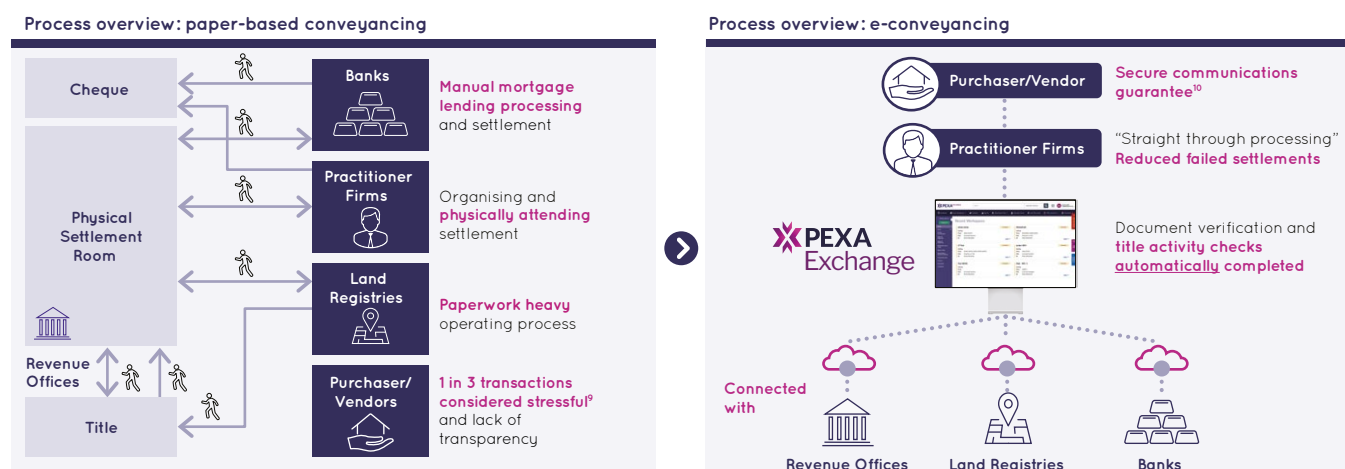 Process overview: paper-based conveyancing
Cheque
Physical
Settlement
Room
Revenue
Offices
Title
Banks
Manual mortgage
lending processing
and settlement
Practitioner
Firms
Organising and
physically attending
settlement
Land
Registries
Paperwork heavy
operating process
Purchaser/
Vendors
1 in 3 transactions
considered stressful⁹
and lack of
transparency
Process overview: e-conveyancing
Purchaser/Vendor
Secure communications
guarantee¹⁰
Practitioner Firms
“Straight through processing”
Reduced failed settlements
PEXA
Exchange
Document verification and
title activity checks
automatically completed
Connected
with
Revenue Offices
Land Registries
Banks